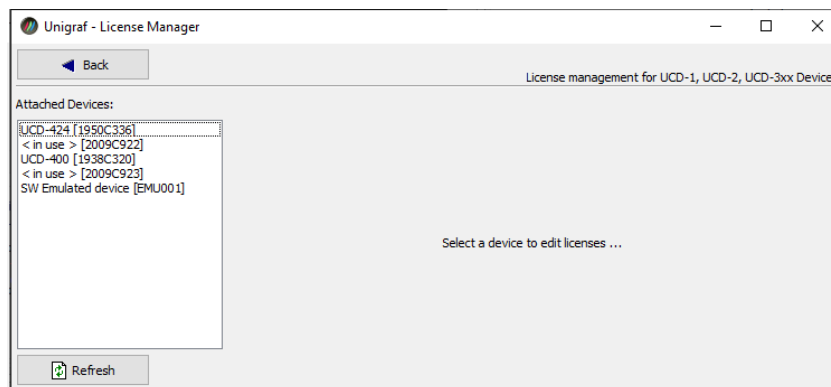 Unigraf - License Manager
Back
License management for UCD-1, UCD-2, UCD-3xx Device
Attached Devices:
UCD-424 [1950C336]
< in use > [2009C922]
UCD-400 [1938C320]
< in use > [2009C923]
SW Emulated device [EMU001]
Select a device to edit licenses ...
Refresh